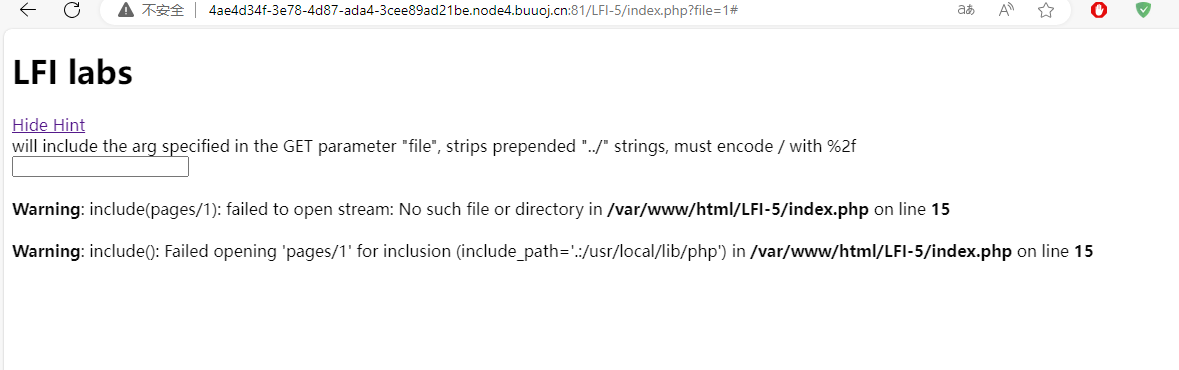 不安全 4ae4d34f-3e78-4d87-ada4-3cee89ad21be.node4.buuoj.cn:81/LFI-5/index.php?file=1# aあ A
LFI labs
Hide Hint
will include the arg specified in the GET parameter "file", strips prepended "../" strings, must encode / with %2f
Warning: include(pages/1): failed to open stream: No such file or directory in /var/www/html/LFI-5/index.php on line 15
Warning: include(): Failed opening 'pages/1' for inclusion (include_path='.:/usr/local/lib/php') in /var/www/html/LFI-5/index.php on line 15